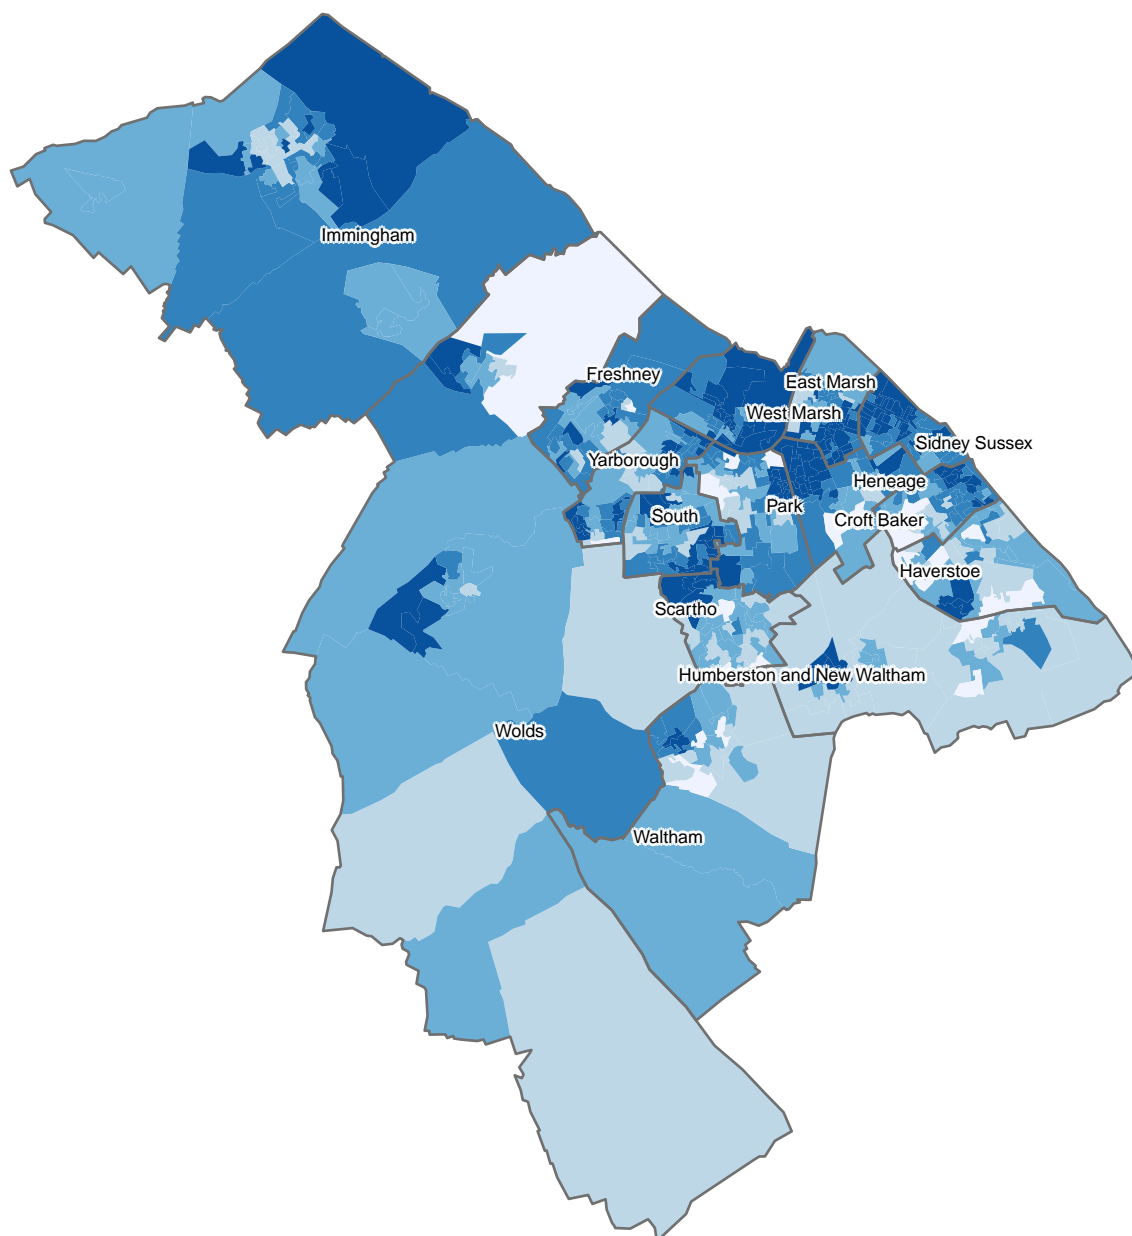 Immingham
Freshney
East Marsh
West Marsh
Sidney Sussex
Yarborough
Heneage
Park
South
Croft Baker
Haverstoe
Scartho
Humberston and New Waltham
Wolds
Waltham